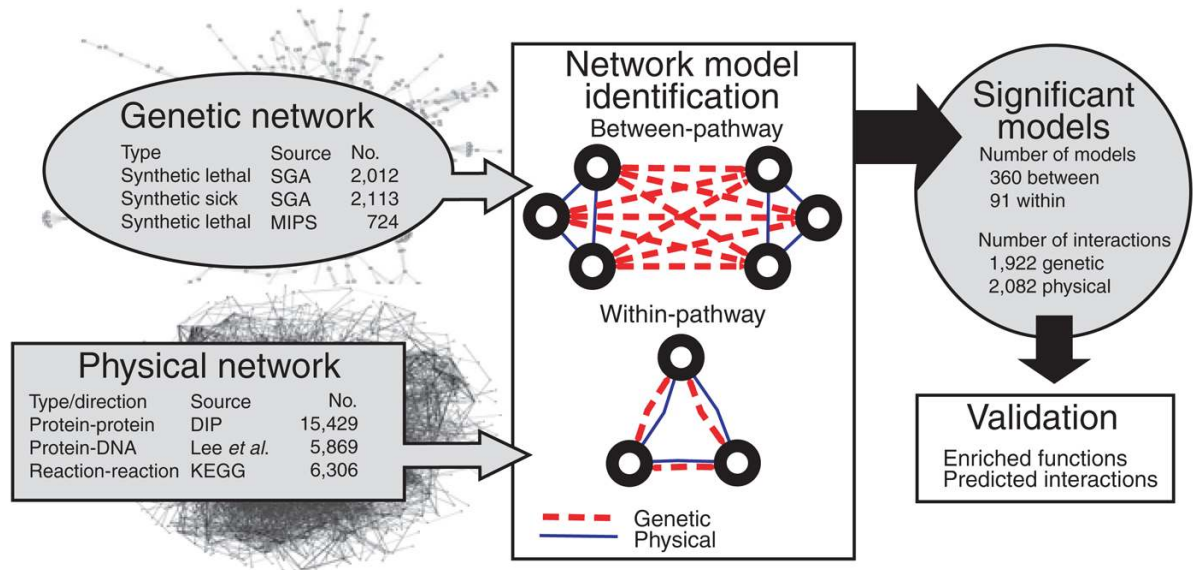 Genetic network
Type Source No.
Synthetic lethal SGA 2,012
Synthetic sick SGA 2,113
Synthetic lethal MIPS 724
Physical network
Type/direction Source No.
Protein-protein DIP 15,429
Protein-DNA Lee et al. 5,869
Reaction-reaction KEGG 6,306
Network model
identification
Between-pathway
Within-pathway
Genetic
Physical
Significant
models
Number of models
360 between
91 within
Number of interactions
1,922 genetic
2,082 physical
Validation
Enriched functions
Predicted interactions